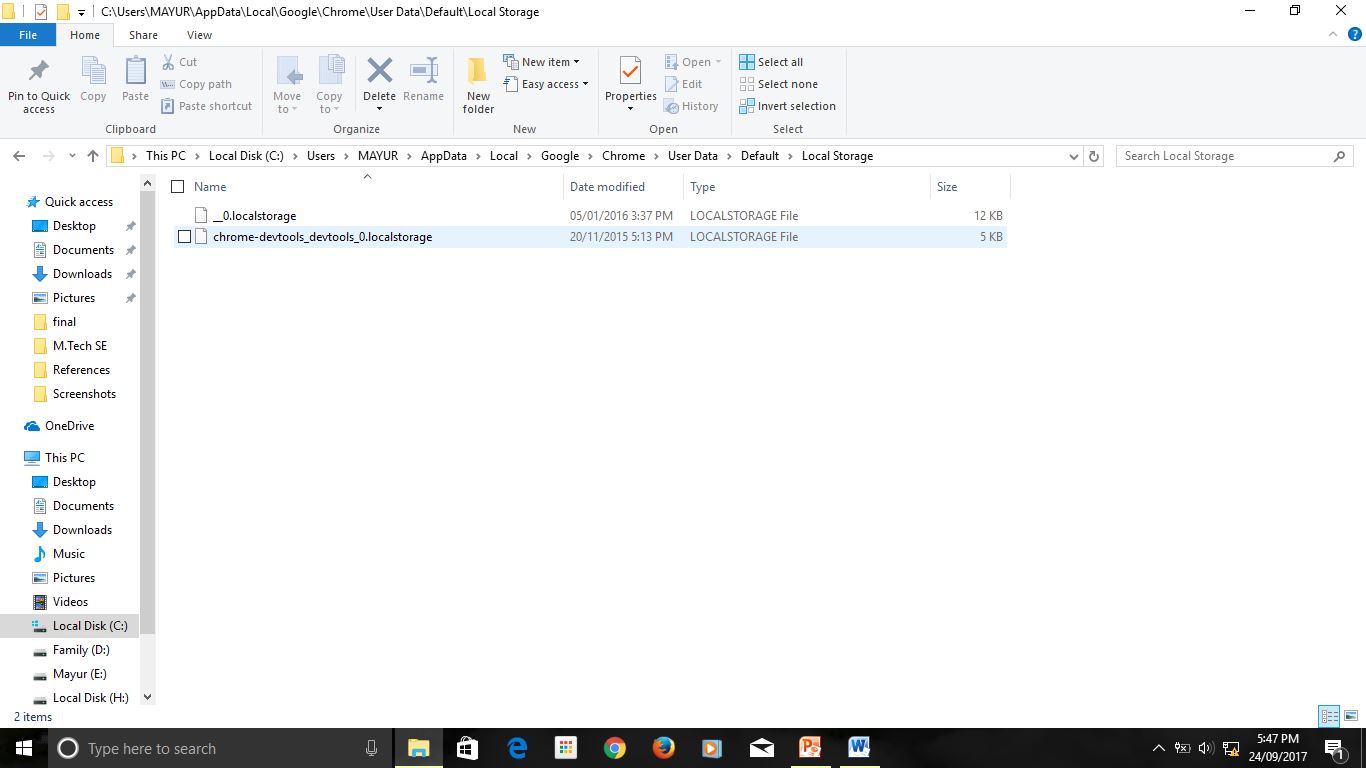 C:\Users\MAYUR\AppData\Local\Google\Chrome\User Data\Default\Local Storage
File Home Share View
Pin to Quick access
Copy
Paste
Cut
Copy path
Paste shortcut
Clipboard
Move to
Copy to
Delete
Rename
Organize
New folder
New item
Easy access
New
Properties
Open
Edit
History
Open
Select all
Select none
Invert selection
Select
This PC Local Disk (C:) Users MAYUR AppData Local Google Chrome User Data Default Local Storage
Search Local Storage
Name Date modified Type Size
__0.localstorage 05/01/2016 3:37 PM LOCALSTORAGE File 12 KB
chrome-devtools_devtools_0.localstorage 20/11/2015 5:13 PM LOCALSTORAGE File 5 KB
Quick access
Desktop
Documents
Downloads
Pictures
final
M.Tech SE
References
Screenshots
OneDrive
This PC
Desktop
Documents
Downloads
Music
Pictures
Videos
Local Disk (C:)
Family (D:)
Mayur (E:)
Local Disk (H:)
2 items
Type here to search
5:47 PM
24/09/2017
1